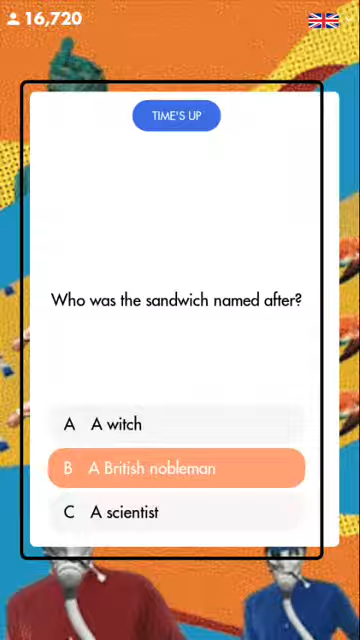 16,720
TIME'S UP
Who was the sandwich named after?
A A witch
B A British nobleman
C A scientist